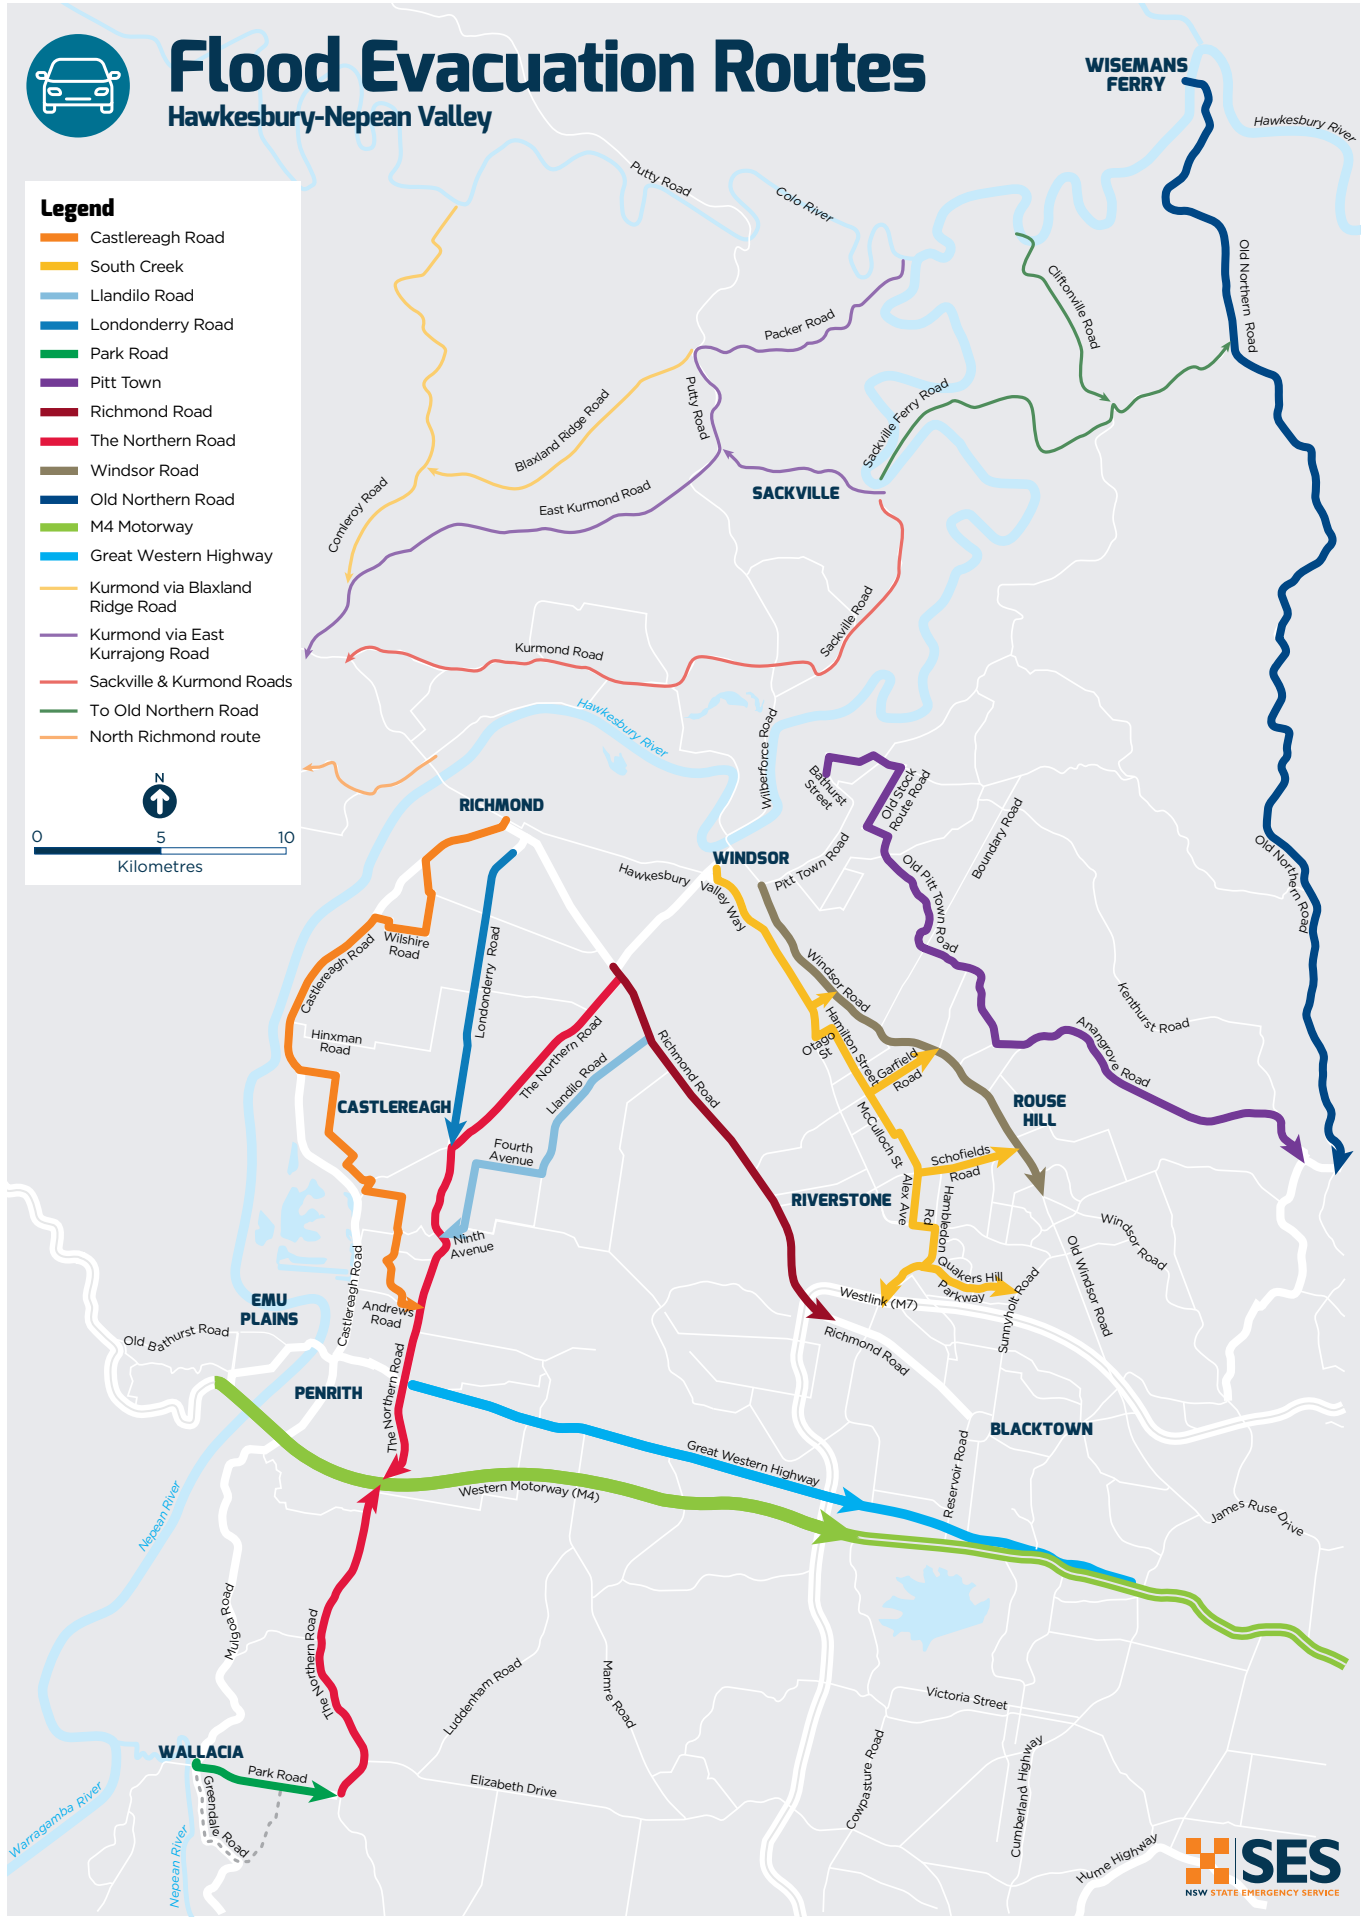 Flood Evacuation Routes
Hawkesbury-Nepean Valley
WISEMANS
FERRY
Hawkesbury River
Putty Road
Colo River
Legend
Castlereagh Road
South Creek
Llandilo Road
Londonderry Road
Park Road
Pitt Town
Richmond Road
The Northern Road
Windsor Road
Old Northern Road
M4 Motorway
Great Western Highway
Kurmond via Blaxland
Ridge Road
Kurmond via East
Kurrajong Road
Sackville & Kurmond Roads
To Old Northern Road
North Richmond route
N
0 5 10
Kilometres
Old Northern Road
Cliftonville Road
Packer Road
Putty Road
Sackville Ferry Road
Blaxland Ridge Road
SACKVILLE
East Kurmond Road
Comleroy Road
Sackville Road
Kurmond Road
Hawkesbury River
Wilberforce Road
Bathurst
Street
Old Stock
Route Road
RICHMOND
Boundary Road
Pitt Town Road
WINDSOR
Hawkesbury Valley Way
Old Pitt Town Road
Old Northern Road
Castlereagh Road
Wilshire
Road
Londonderry Road
Windsor Road
Kenthurst Road
Hinxman
Road
The Northern Road
Richmond Road
Otago
St
Hamilton Street
Garfield
Road
Anangrove Road
Llandilo Road
CASTLEREAGH
ROUSE
HILL
McCulloch St
Fourth
Avenue
Schofields
Road
RIVERSTONE
Alex Ave
Hambledon
Rd
Windsor Road
Ninth
Avenue
Old Windsor Road
Quakers Hill
Parkway
Castlereagh Road
Westlink (M7)
Sunnyholt Road
EMU
PLAINS
Andrews
Road
Old Bathurst Road
Richmond Road
The Northern Road
PENRITH
BLACKTOWN
Great Western Highway
Reservoir Road
Western Motorway (M4)
James Ruse Drive
Nepean River
Mulgoa Road
The Northern Road
Luddenham Road
Mamre Road
Victoria Street
Cowpasture Road
Cumberland Highway
WALLACIA
Park Road
Elizabeth Drive
Greendale Road
Warragamba River
Nepean River
Hume Highway
SES
NSW STATE EMERGENCY SERVICE